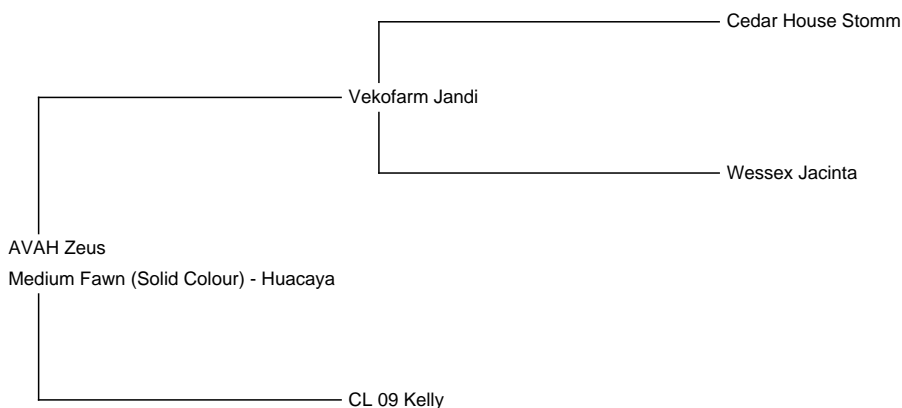 Cedar House Stomm
Vekofarm Jandi
Wessex Jacinta
AVAH Zeus
Medium Fawn (Solid Colour) - Huacaya
CL 09 Kelly